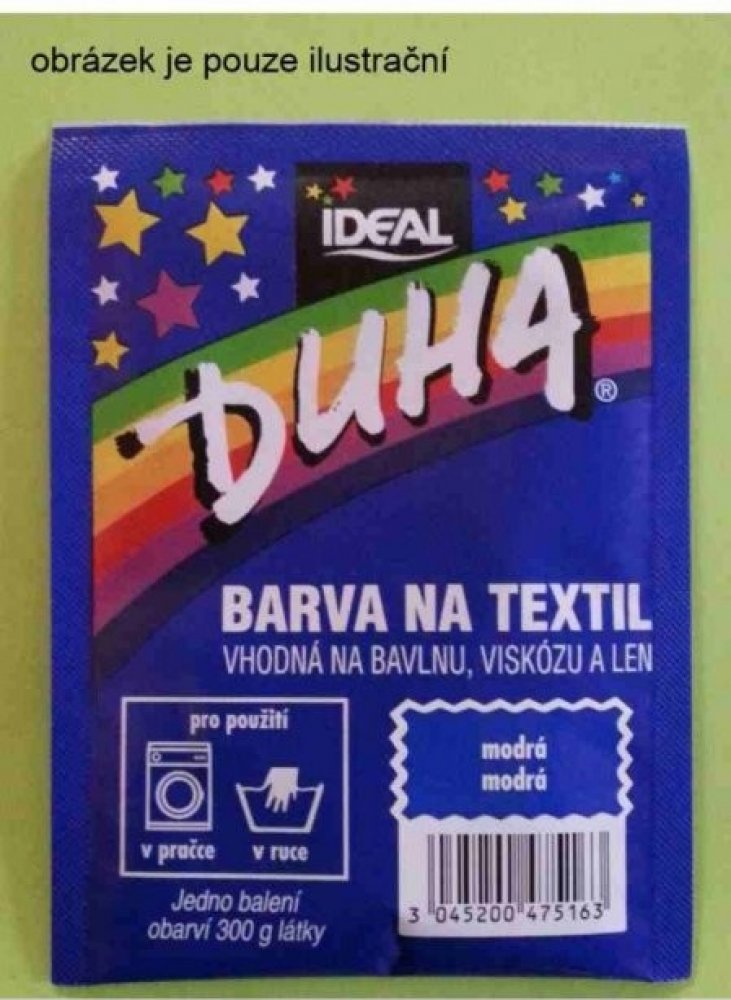 obrázek je pouze ilustrační
IDEAL
DUHA®
BARVA NA TEXTIL
VHODNÁ NA BAVLNU, VISKÓZU A LEN
pro použití
v pračce v ruce
modrá
modrá
Jedno balení
obarví 300 g látky
3 045200 475163